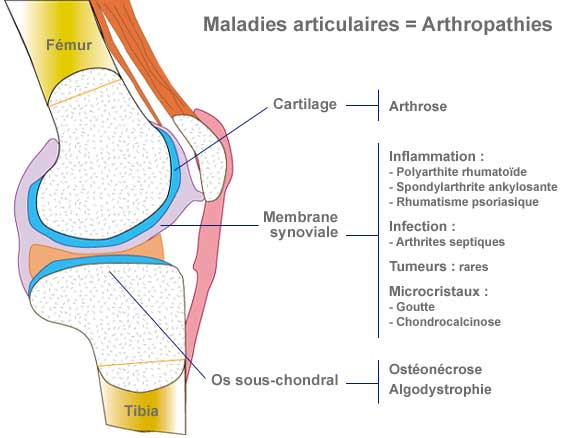 Maladies articulaires = Arthropathies
Fémur
Cartilage
Arthrose
Membrane
synoviale
Inflammation :
- Polyarthite rhumatoïde
- Spondylarthrite ankylosante
- Rhumatisme psoriasique
Infection :
- Arthrites septiques
Tumeurs : rares
Microcristaux :
- Goutte
- Chondrocalcinose
Os sous-chondral
Ostéonécrose
Algodystrophie
Tibia